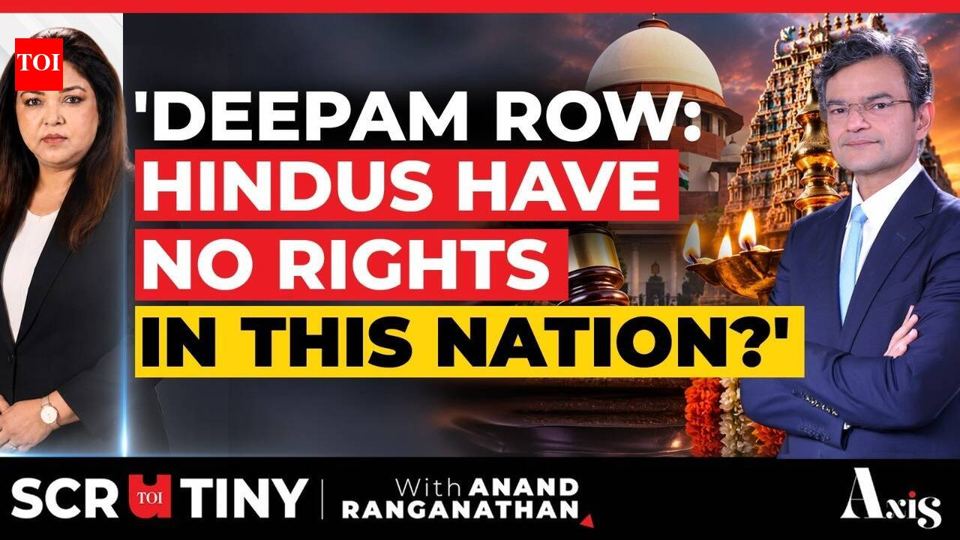 TOI
'DEEPAM ROW:
HINDUS HAVE
NO RIGHTS
IN THIS NATION?'
SCRUTINY
TOI
With ANAND
RANGANATHAN
Axis